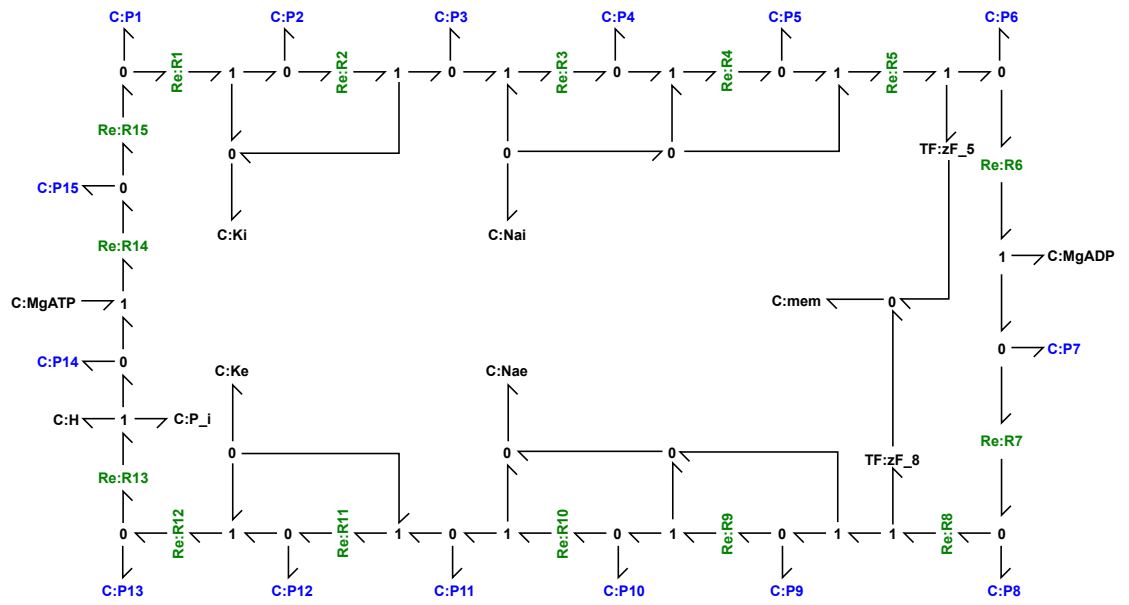 C:P1 C:P2 C:P3 C:P4 C:P5 C:P6
0 Re:R1 1 0 Re:R2 1 0 1 Re:R3 0 1 Re:R4 0 1 Re:R5 1 0
Re:R15
0 0 0 TF:zF_5
Re:R6
C:P15 0
C:Ki C:Nai
Re:R14
1 C:MgADP
C:MgATP 1 C:mem 0
0 C:P7
C:P14 0
C:Ke C:Nae
C:H 1 C:P_i
Re:R7
0 0 0 TF:zF_8
Re:R13
0 Re:R12 1 0 Re:R11 1 0 1 Re:R10 0 1 Re:R9 0 1 1 Re:R8 0
C:P13 C:P12 C:P11 C:P10 C:P9 C:P8